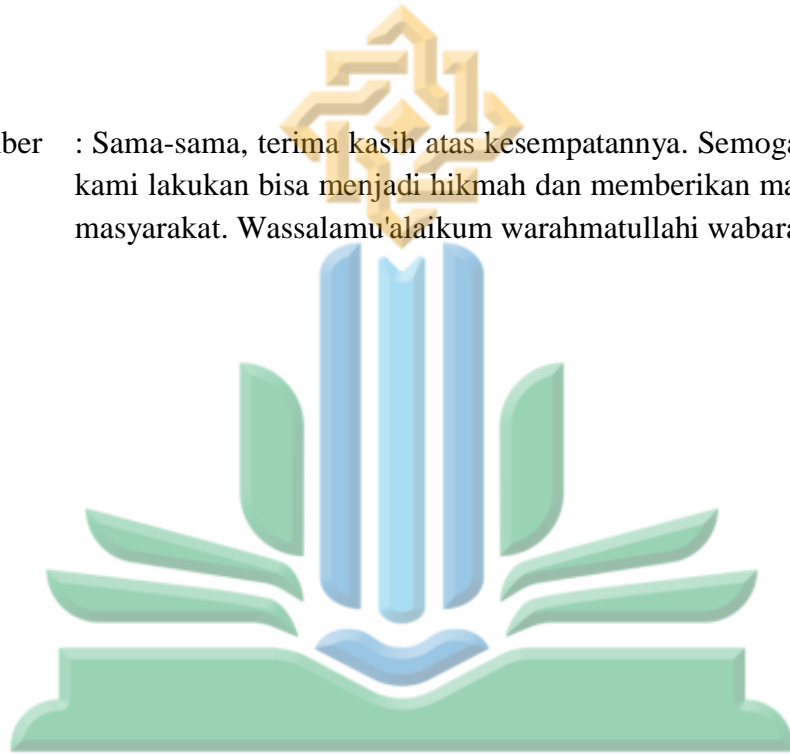 ber : Sama-sama, terima kasih atas kesempatannya. Semoga
kami lakukan bisa menjadi hikmah dan memberikan ma
masyarakat. Wassalamu'alaikum warahmatullahi wabara